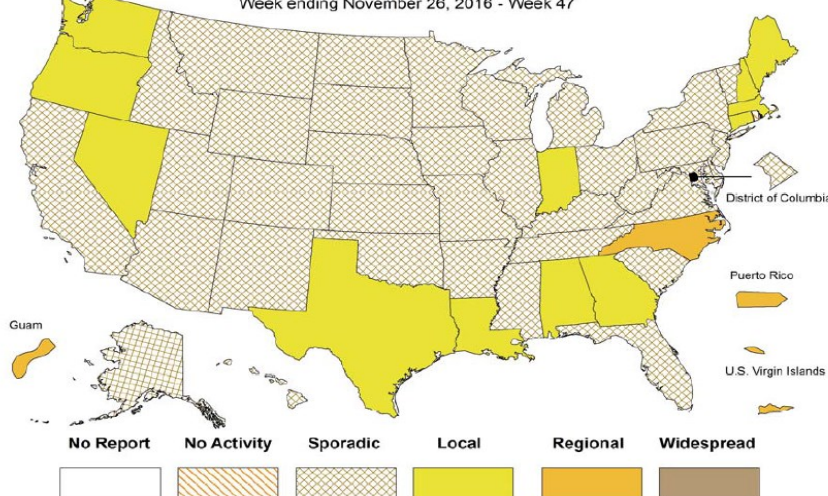 Week ending November 26, 2016 - Week 47
District of Columbia
Puerto Rico
Guam
U.S. Virgin Islands
No Report No Activity Sporadic Local Regional Widespread